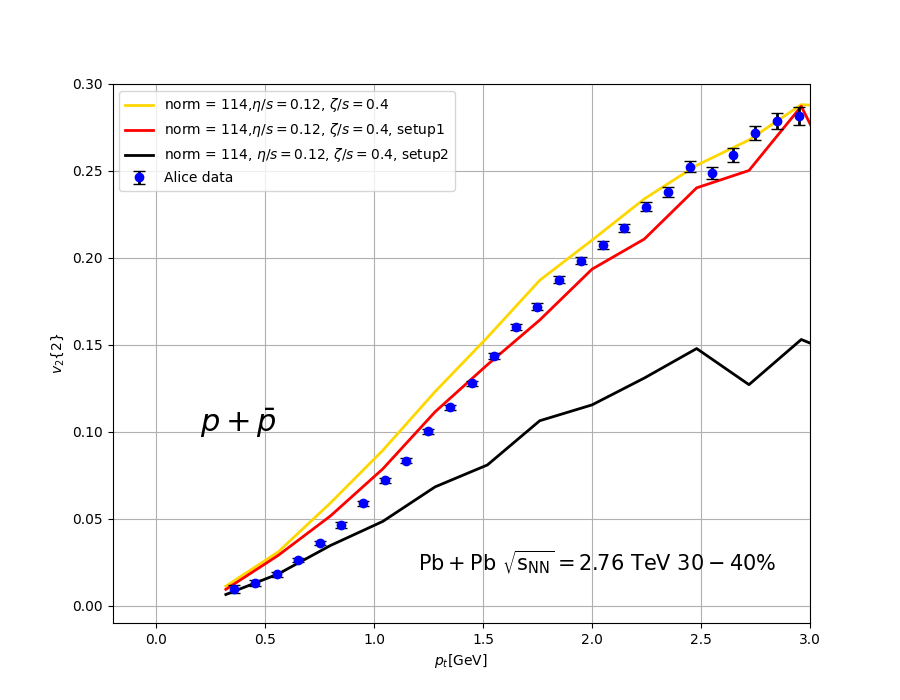 0.30
0.25
0.20
0.15
0.10
0.05
0.00
v₂{2}
norm = 114,η/s = 0.12, ζ/s = 0.4
norm = 114,η/s = 0.12, ζ/s = 0.4, setup1
norm = 114, η/s = 0.12, ζ/s = 0.4, setup2
Alice data
p + p̄
Pb + Pb √s_NN = 2.76 TeV 30 − 40%
0.0 0.5 1.0 1.5 2.0 2.5 3.0
p_t[GeV]